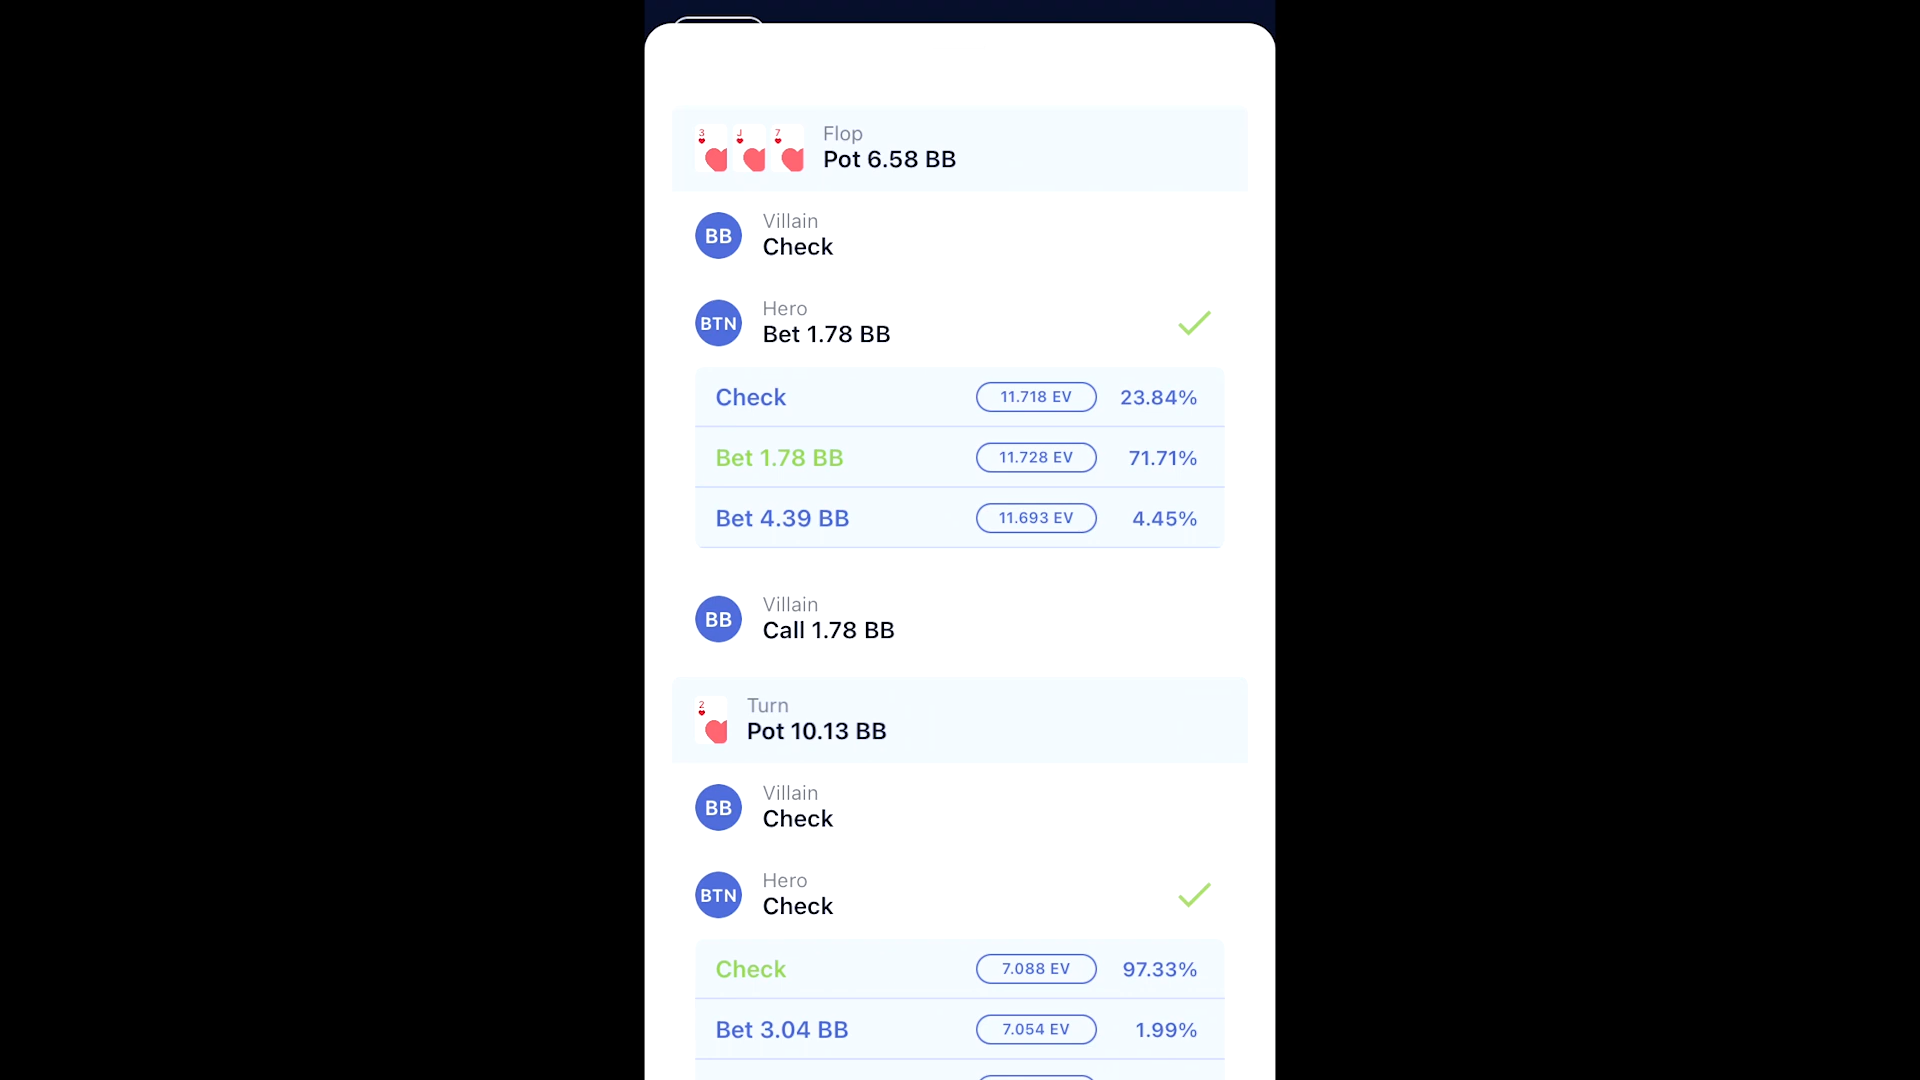 3 J 7
Flop
Pot 6.58 BB
BB
Villain
Check
BTN
Hero
Bet 1.78 BB
Check 11.718 EV 23.84%
Bet 1.78 BB 11.728 EV 71.71%
Bet 4.39 BB 11.693 EV 4.45%
BB
Villain
Call 1.78 BB
2
Turn
Pot 10.13 BB
BB
Villain
Check
BTN
Hero
Check
Check 7.088 EV 97.33%
Bet 3.04 BB 7.054 EV 1.99%